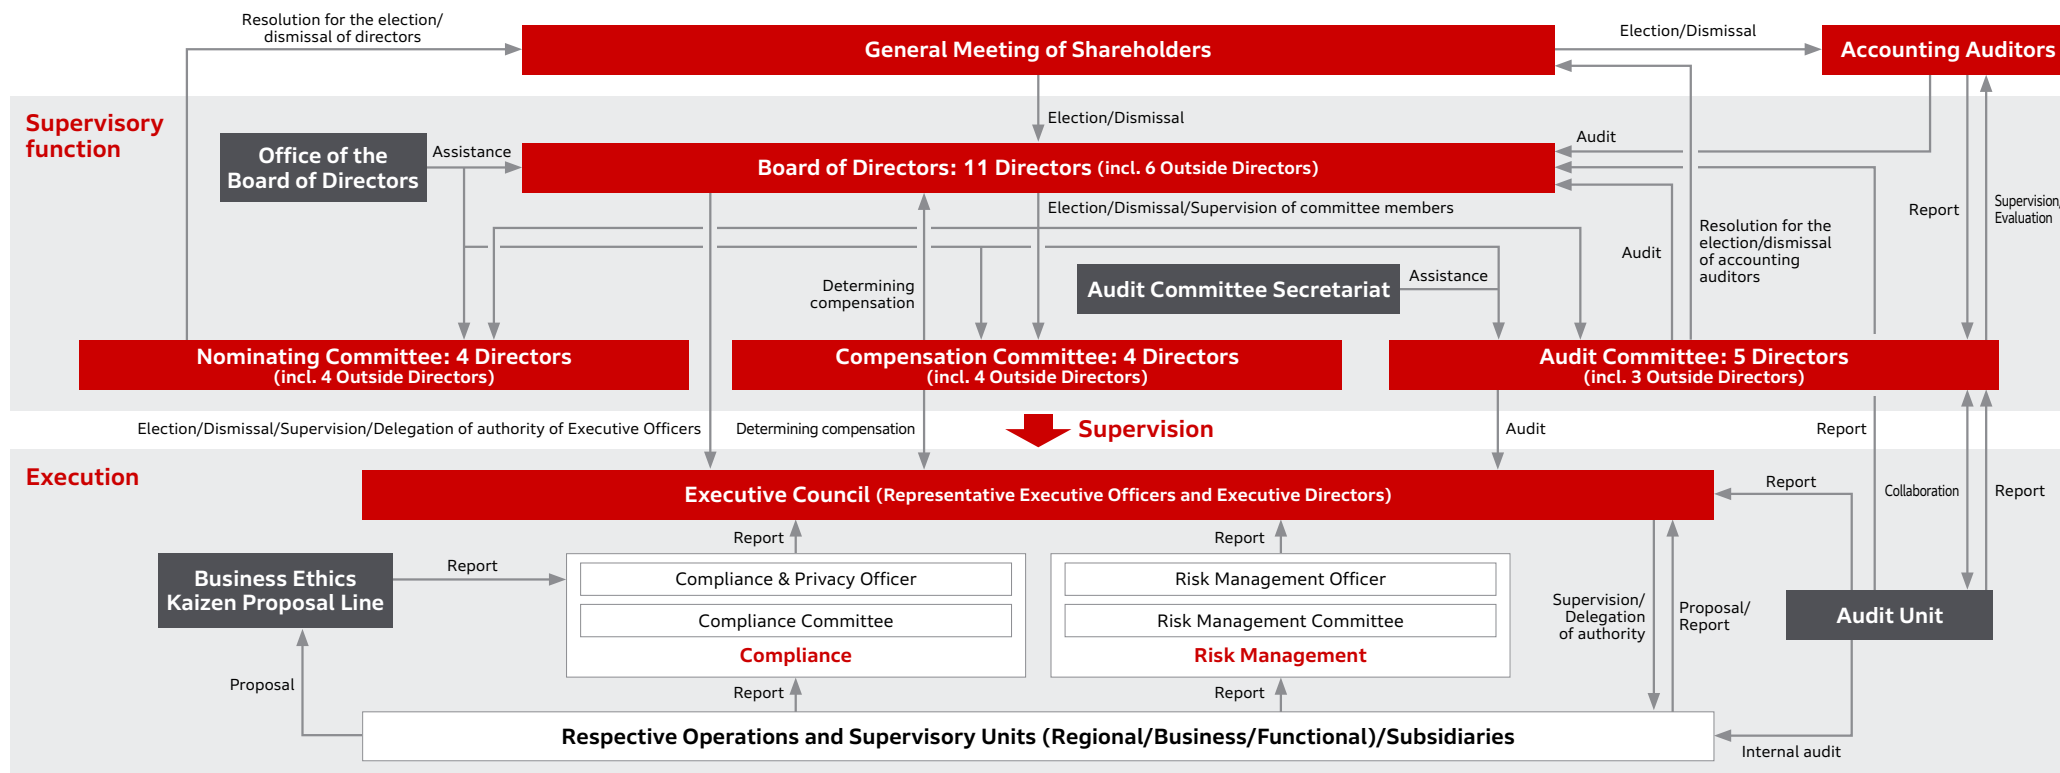 Resolution for the election/
dismissal of directors
General Meeting of Shareholders
Election/Dismissal
Accounting Auditors
Supervisory
function
Election/Dismissal
Office of the
Board of Directors
Assistance
Board of Directors: 11 Directors (incl. 6 Outside Directors)
Audit
Election/Dismissal/Supervision of committee members
Report
Supervision/
Evaluation
Determining
compensation
Audit Committee Secretariat
Assistance
Audit
Resolution for the
election/dismissal
of accounting
auditors
Nominating Committee: 4 Directors
(incl. 4 Outside Directors)
Compensation Committee: 4 Directors
(incl. 4 Outside Directors)
Audit Committee: 5 Directors
(incl. 3 Outside Directors)
Election/Dismissal/Supervision/Delegation of authority of Executive Officers
Determining compensation
Supervision
Audit
Report
Execution
Executive Council (Representative Executive Officers and Executive Directors)
Report
Collaboration
Report
Report
Report
Business Ethics
Kaizen Proposal Line
Report
Compliance & Privacy Officer
Compliance Committee
Compliance
Risk Management Officer
Risk Management Committee
Risk Management
Supervision/
Delegation
of authority
Proposal/
Report
Audit Unit
Proposal
Report
Report
Respective Operations and Supervisory Units (Regional/Business/Functional)/Subsidiaries
Internal audit